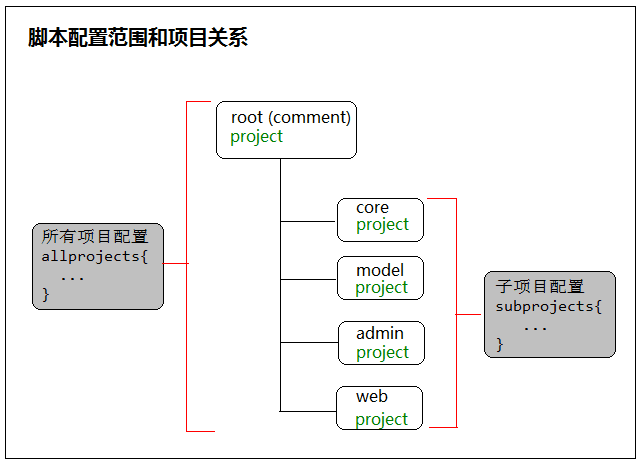 脚本配置范围和项目关系
root (comment)
project
所有项目配置
allprojects{
...
}
core
project
model
project
admin
project
web
project
子项目配置
subprojects{
...
}